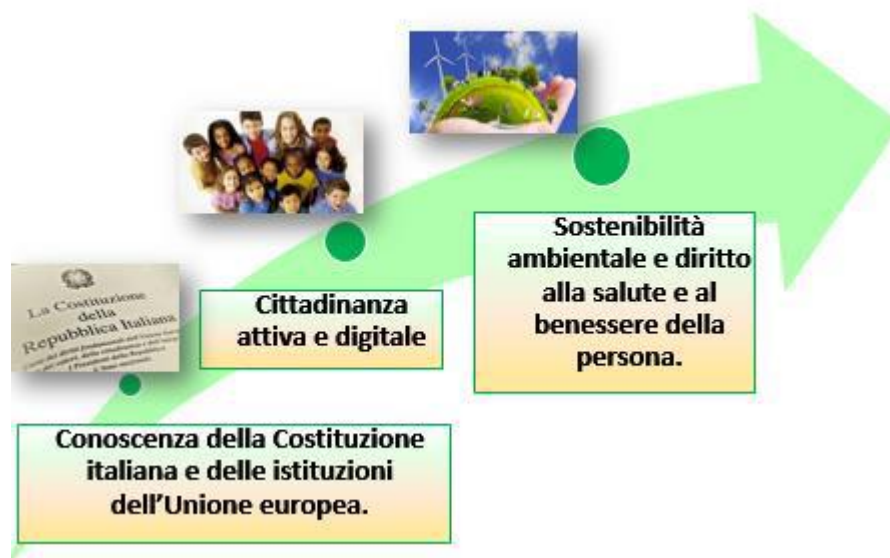 La Costituzione
della
Repubblica Italiana
Conoscenza della Costituzione
italiana e delle istituzioni
dell'Unione europea.
Cittadinanza
attiva e digitale
Sostenibilità
ambientale e diritto
alla salute e al
benessere della
persona.